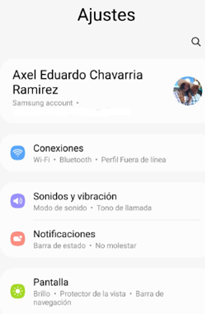 Ajustes
Axel Eduardo Chavarria
Ramirez
Samsung account •
Conexiones
Wi-Fi • Bluetooth • Perfil Fuera de línea
Sonidos y vibración
Modo de sonido • Tono de llamada
Notificaciones
Barra de estado • No molestar
Pantalla
Brillo • Protector de la vista • Barra de
navegación